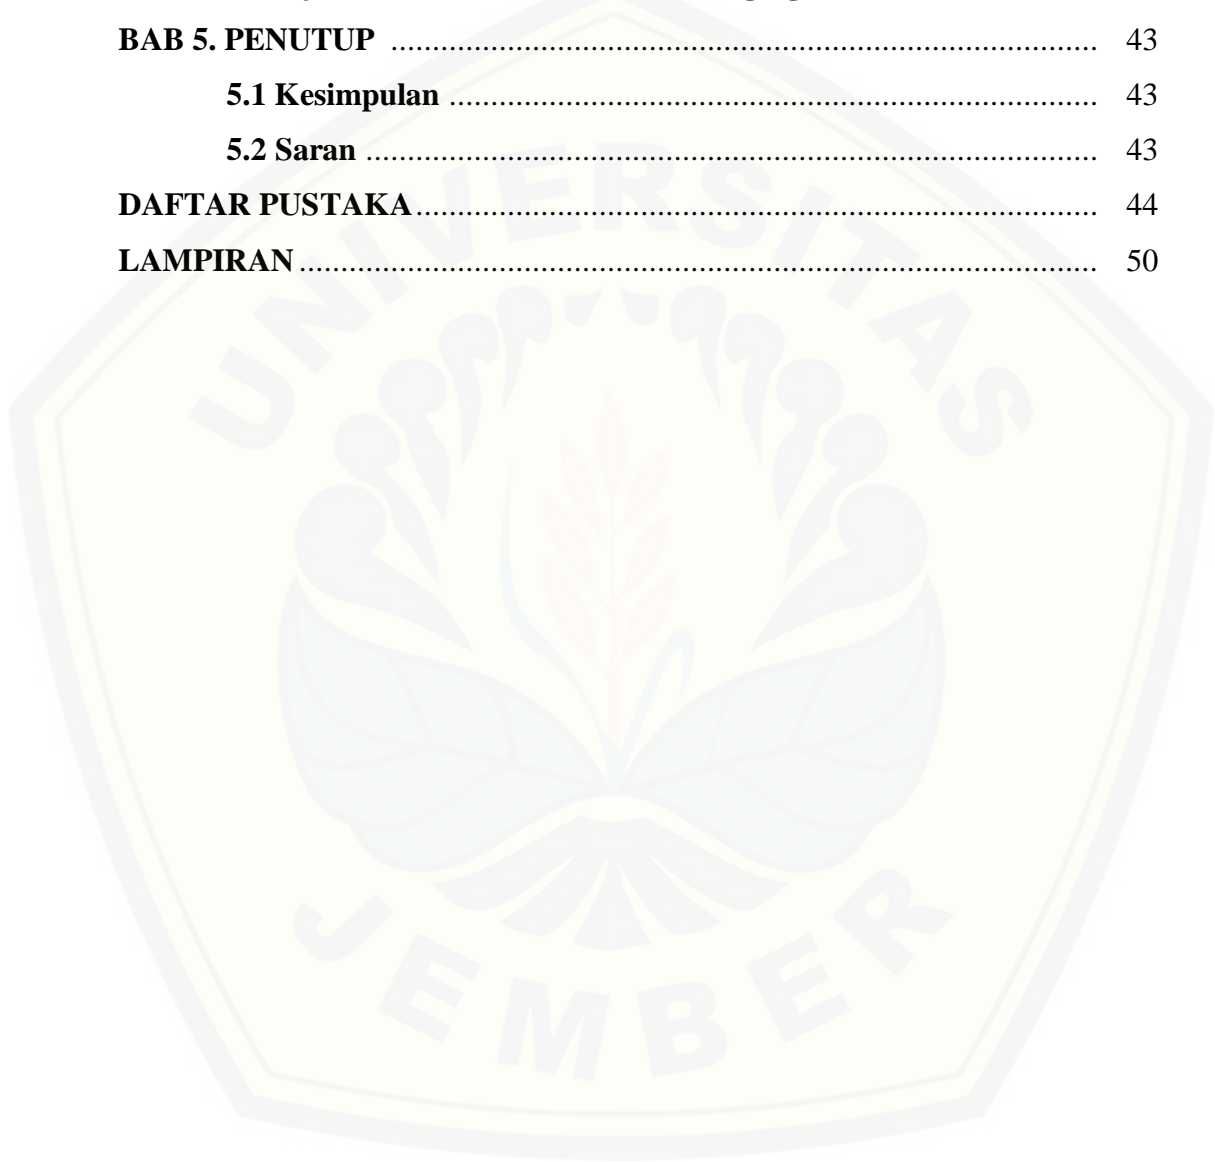 BAB 5. PENUTUP ........................................................................................ 43
5.1 Kesimpulan ................................................................................ 43
5.2 Saran .......................................................................................... 43
DAFTAR PUSTAKA .................................................................................... 44
LAMPIRAN .................................................................................................. 50
UNIVERSITAS
JEMBER